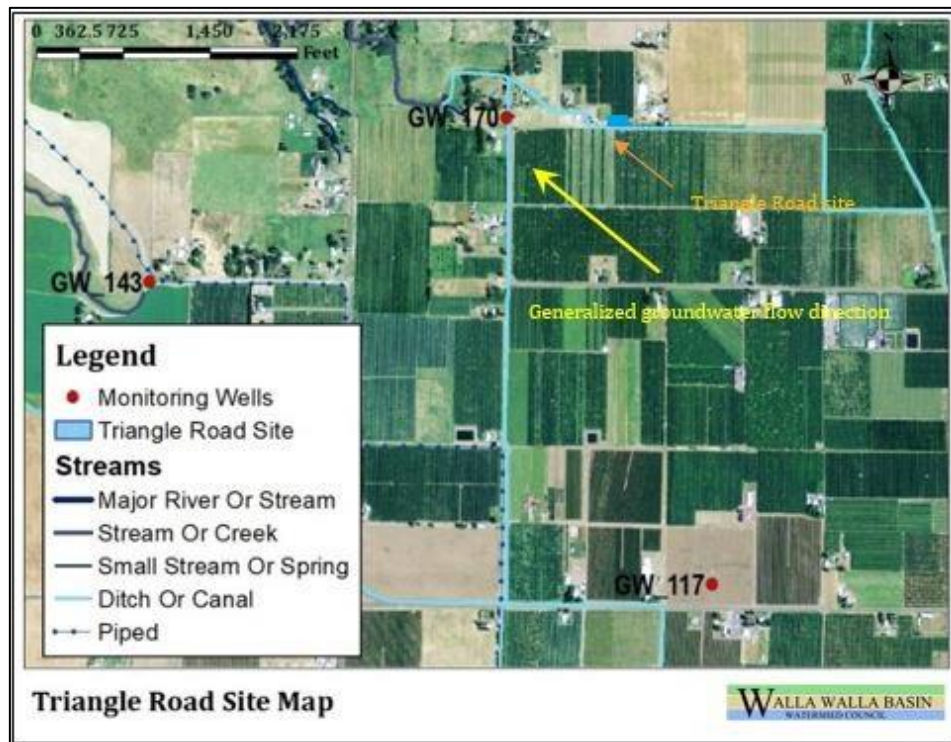 0 362.5 725 1,450 2,175
Feet
W E
GW_170
Triangle Road site
GW_143
Generalized groundwater flow direction
Legend
Monitoring Wells
Triangle Road Site
Streams
Major River Or Stream
Stream Or Creek
Small Stream Or Spring
Ditch Or Canal
Piped
GW_117
Triangle Road Site Map
WALLA WALLA BASIN
WATERSHED COUNCIL